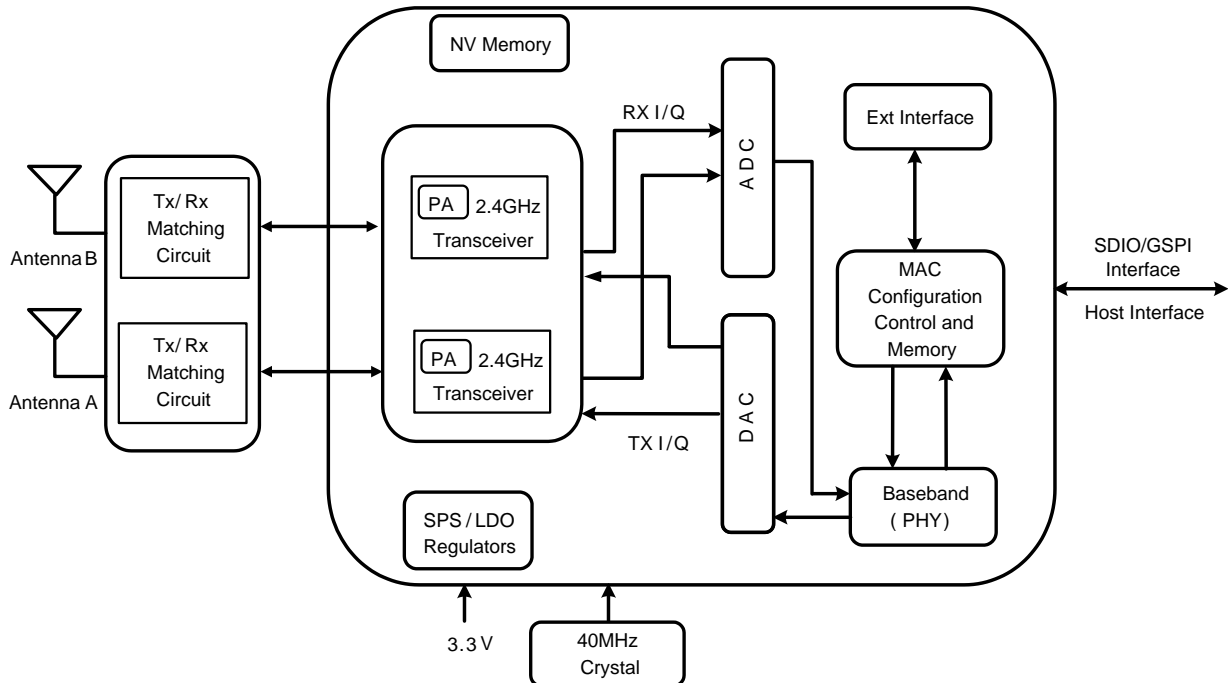 NV Memory
RX I/Q
ADC
Ext Interface
Tx/ Rx
Matching
Circuit
Antenna B
PA 2.4GHz
Transceiver
MAC
Configuration
Control and
Memory
SDIO/GSPI
Interface
Host Interface
Tx/ Rx
Matching
Circuit
Antenna A
PA 2.4GHz
Transceiver
DAC
TX I/Q
Baseband
( PHY)
SPS / LDO
Regulators
3.3 V
40MHz
Crystal